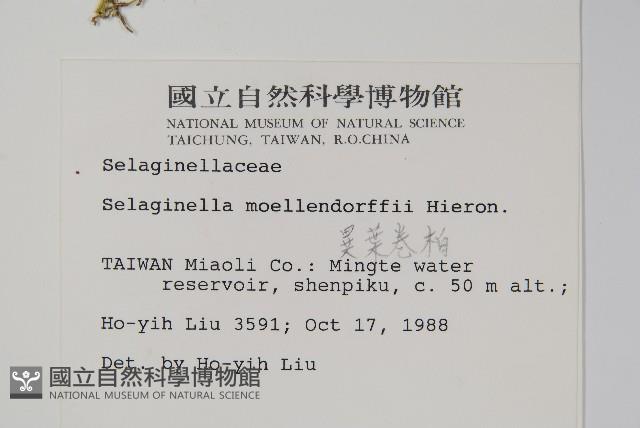 國立自然科學博物館
NATIONAL MUSEUM OF NATURAL SCIENCE
TAICHUNG, TAIWAN, R.O.CHINA
Selaginellaceae
Selaginella moellendorffii Hieron.
異葉卷柏
TAIWAN Miaoli Co.: Mingte water
reservoir, shenpiku, c. 50 m alt.;
Ho-yih Liu 3591; Oct 17, 1988
Det. by Ho-yih Liu
國立自然科學博物館
NATIONAL MUSEUM OF NATURAL SCIENCE